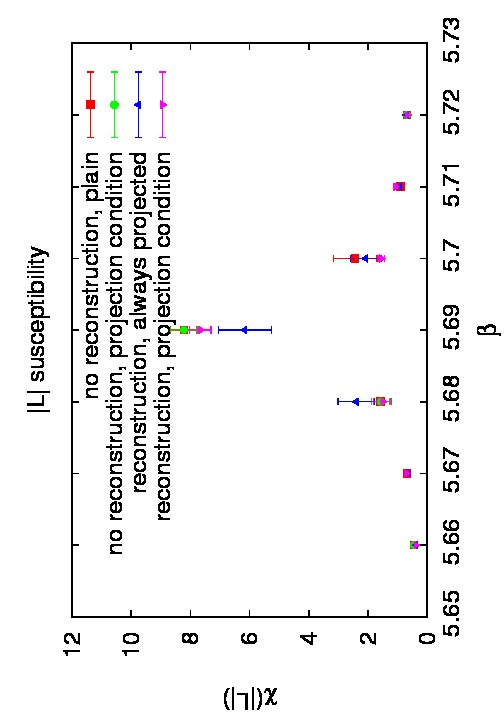 |L| susceptibility
no reconstruction, plain
no reconstruction, projection condition
reconstruction, always projected
reconstruction, projection condition
χ(|L|)
12
10
8
6
4
2
0
5.65
5.66
5.67
5.68
5.69
5.7
5.71
5.72
5.73
β